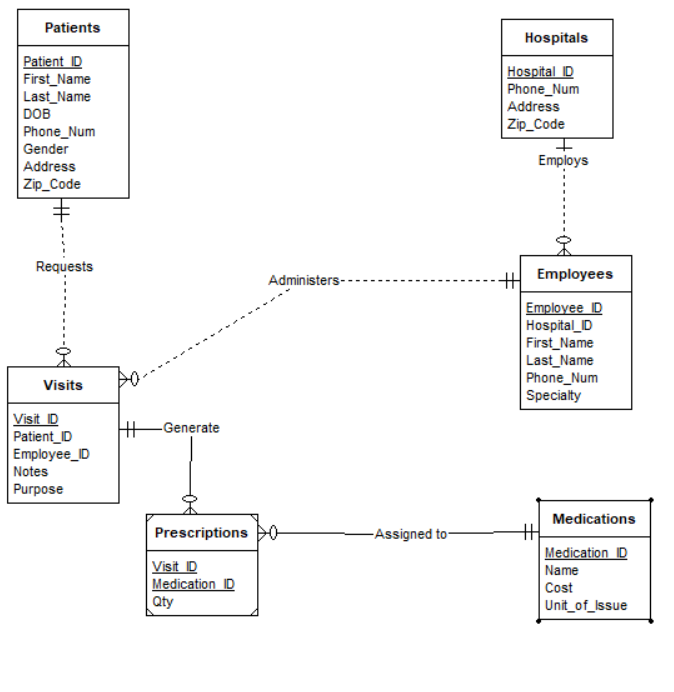 Patients
Patient_ID
First_Name
Last_Name
DOB
Phone_Num
Gender
Address
Zip_Code
Hospitals
Hospital_ID
Phone_Num
Address
Zip_Code
Employs
Requests
Administers
Employees
Employee_ID
Hospital_ID
First_Name
Last_Name
Phone_Num
Specialty
Visits
Visit_ID
Patient_ID
Employee_ID
Notes
Purpose
Generate
Prescriptions
Visit_ID
Medication_ID
Qty
Assigned to
Medications
Medication_ID
Name
Cost
Unit_of_Issue